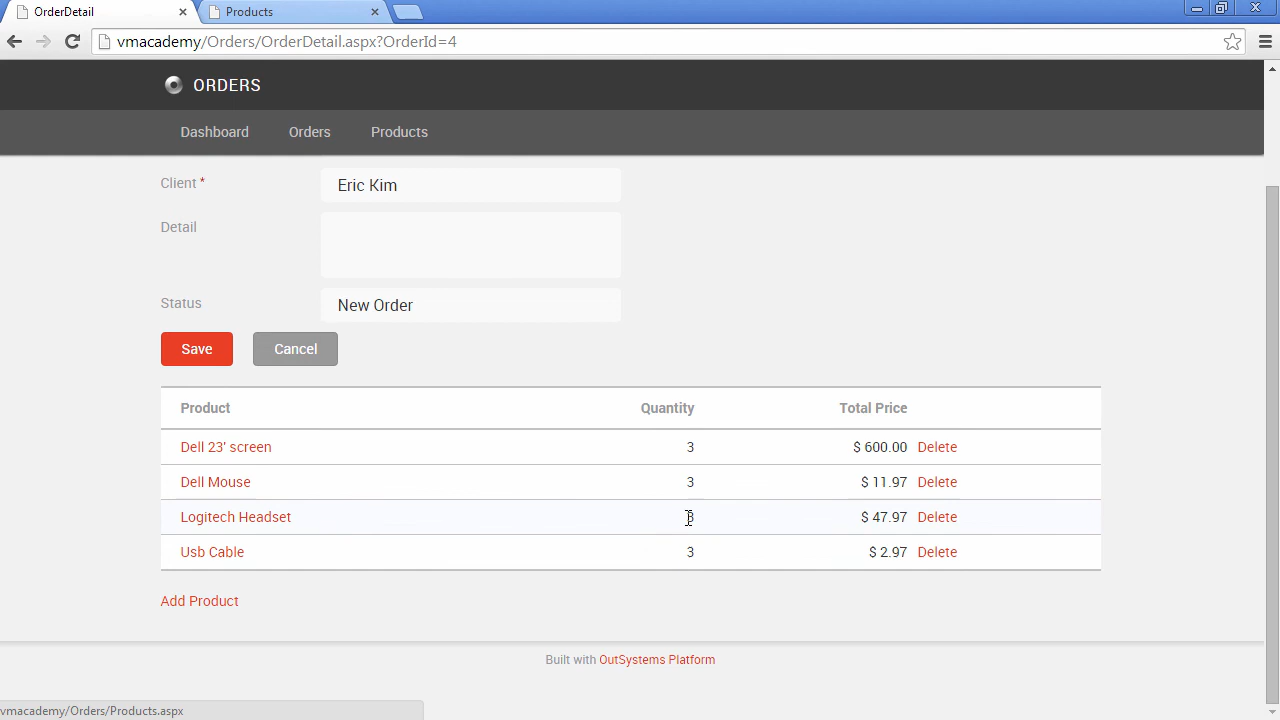 OrderDetail
Products
vmacademy/Orders/OrderDetail.aspx?OrderId=4
ORDERS
Dashboard Orders Products
Client * Eric Kim
Detail
Status New Order
Save Cancel
Product Quantity Total Price
Dell 23' screen 3 $ 600.00 Delete
Dell Mouse 3 $ 11.97 Delete
Logitech Headset $ 47.97 Delete
Usb Cable 3 $ 2.97 Delete
Add Product
Built with OutSystems Platform
vmacademy/Orders/Products.aspx